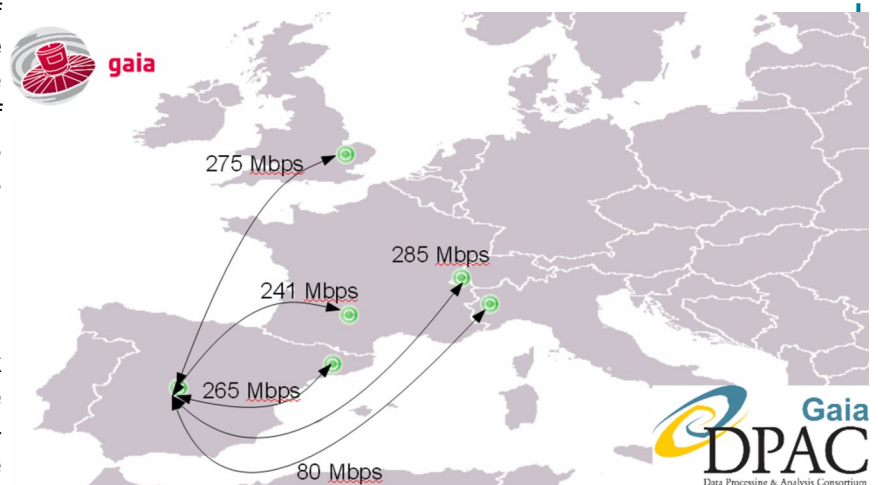 gaia
275 Mbps
285 Mbps
241 Mbps
265 Mbps
80 Mbps
Gaia
DPAC
Data Processing & Analysis Consortium